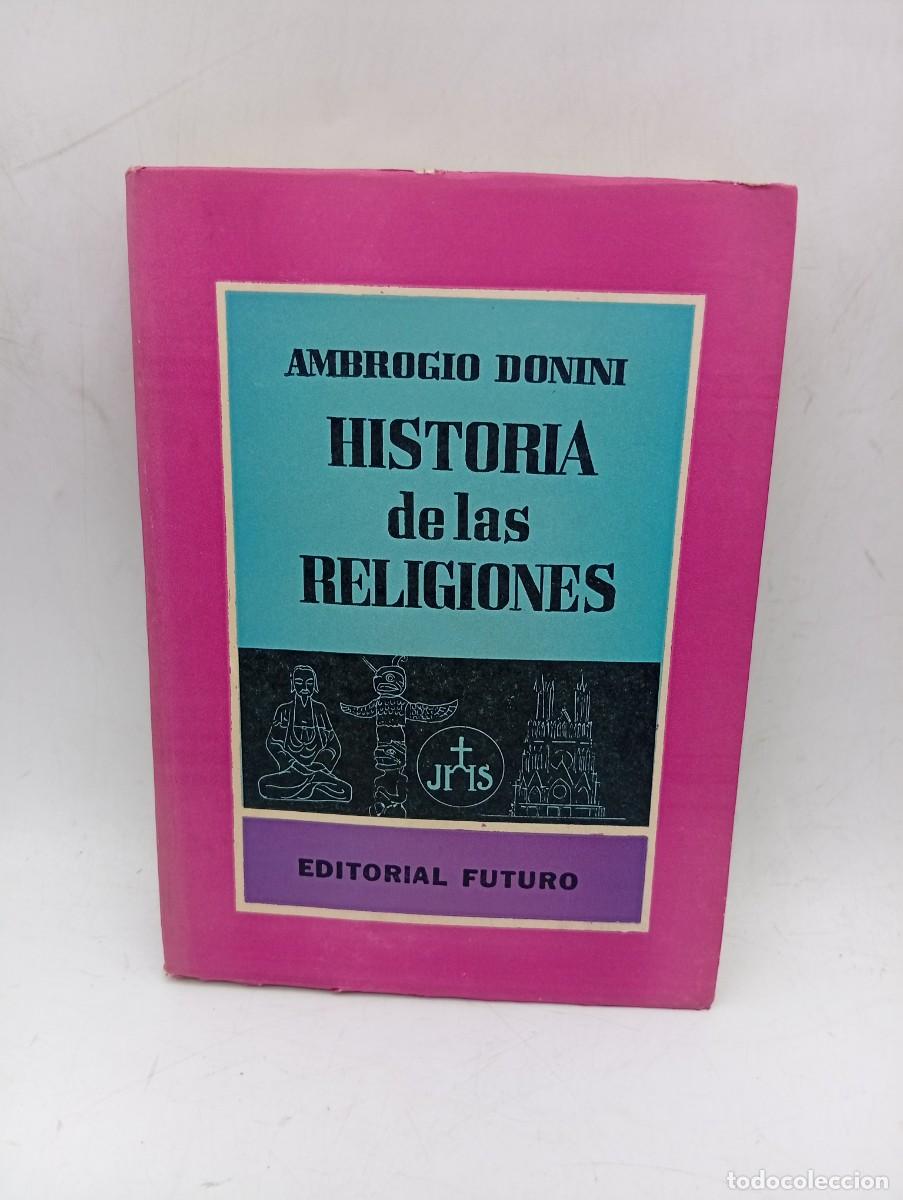 AMBROGIO DONINI
HISTORIA
de las
RELIGIONES
JHS
EDITORIAL FUTURO
todocoleccion